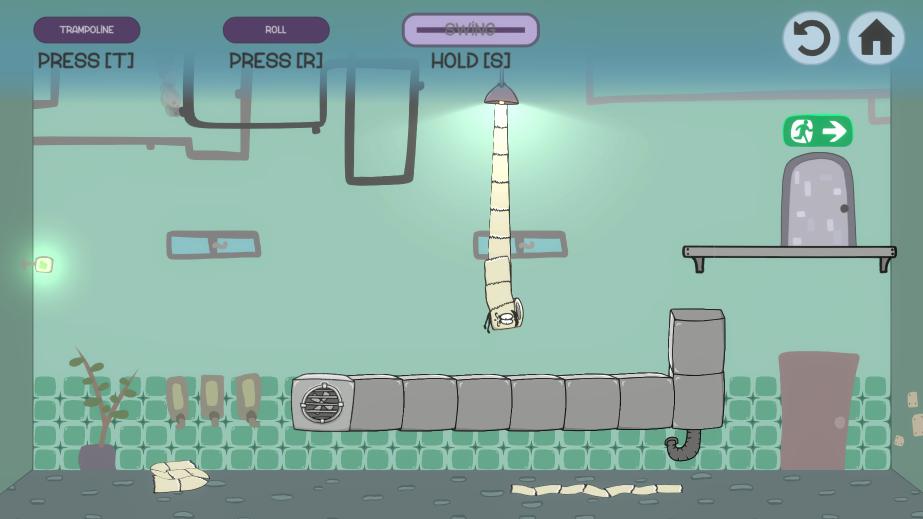 TRAMPOLINE
ROLL
SWING
PRESS [T]
PRESS [R]
HOLD [S]